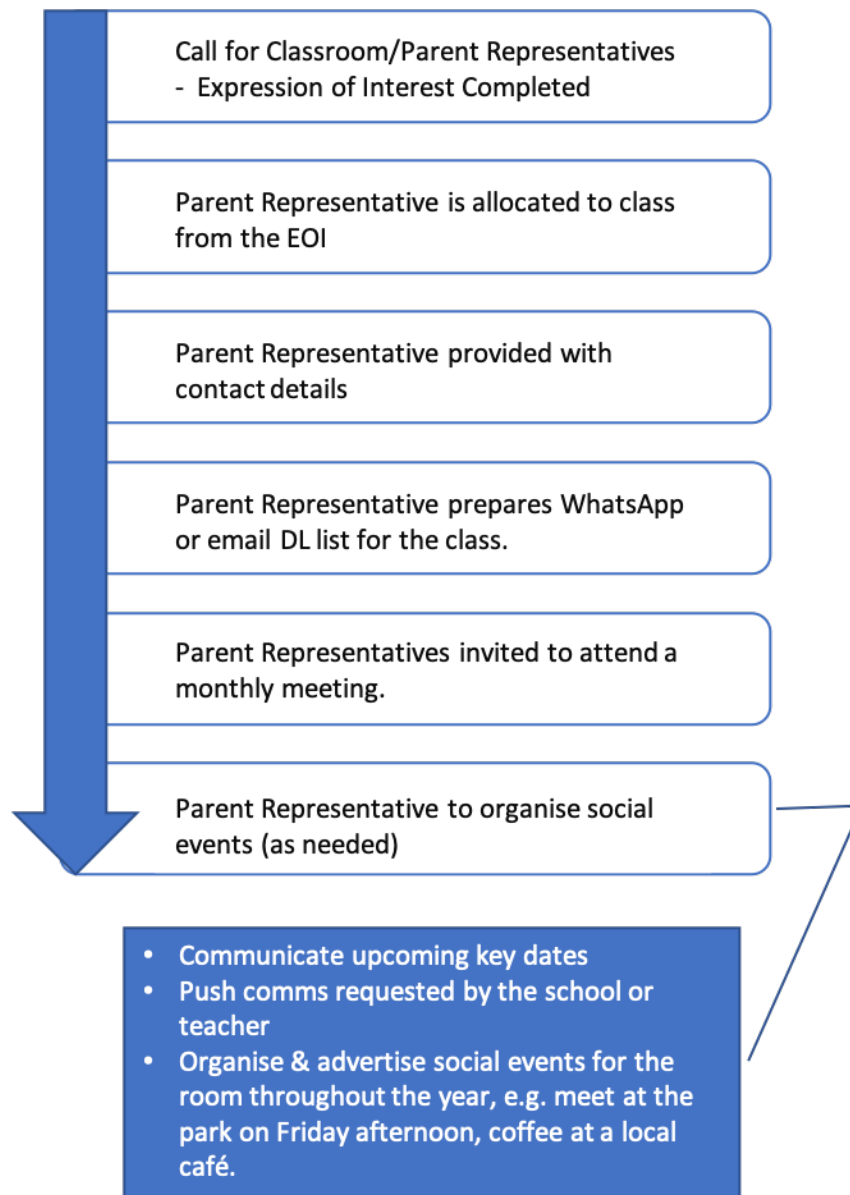 Call for Classroom/Parent Representatives
- Expression of Interest Completed
Parent Representative is allocated to class
from the EOI
Parent Representative provided with
contact details
Parent Representative prepares WhatsApp
or email DL list for the class.
Parent Representatives invited to attend a
monthly meeting.
Parent Representative to organise social
events (as needed)
• Communicate upcoming key dates
• Push comms requested by the school or
teacher
• Organise & advertise social events for the
room throughout the year, e.g. meet at the
park on Friday afternoon, coffee at a local
café.